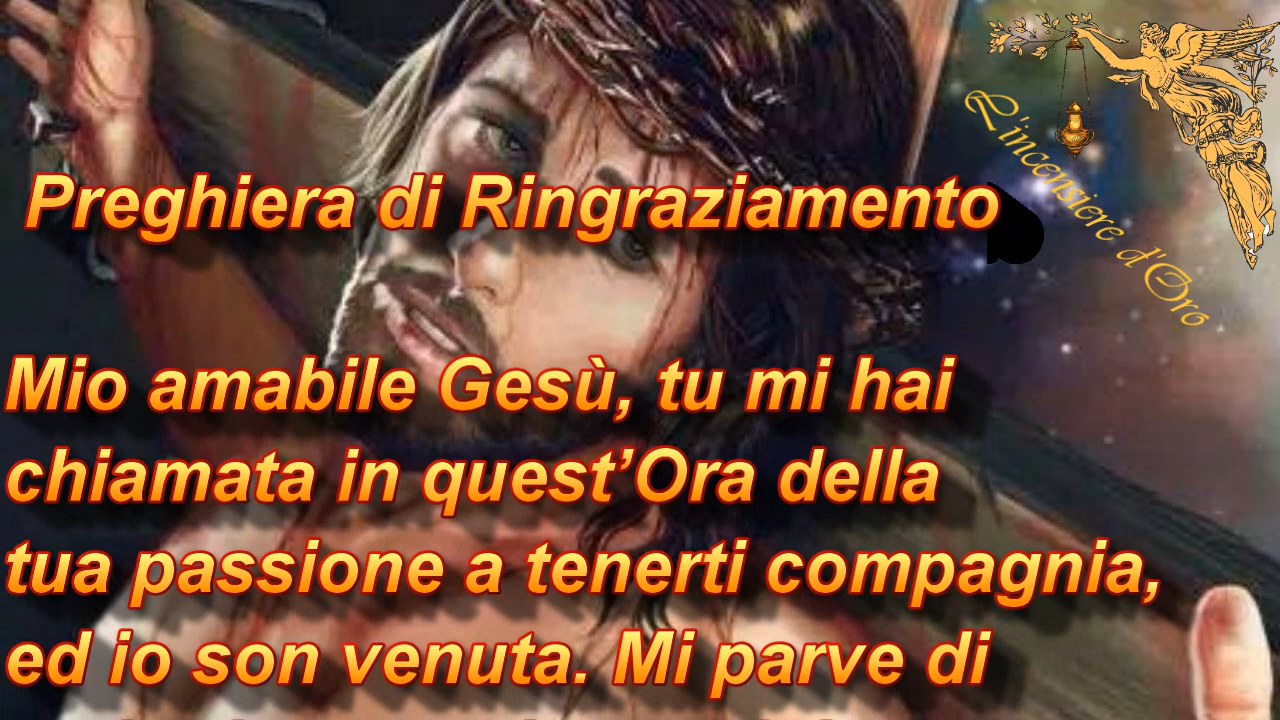 Preghiera di Ringraziamento
L'incensiere d'Oro
Mio amabile Gesù, tu mi hai
chiamata in quest’Ora della
tua passione a tenerti compagnia,
ed io son venuta. Mi parve di